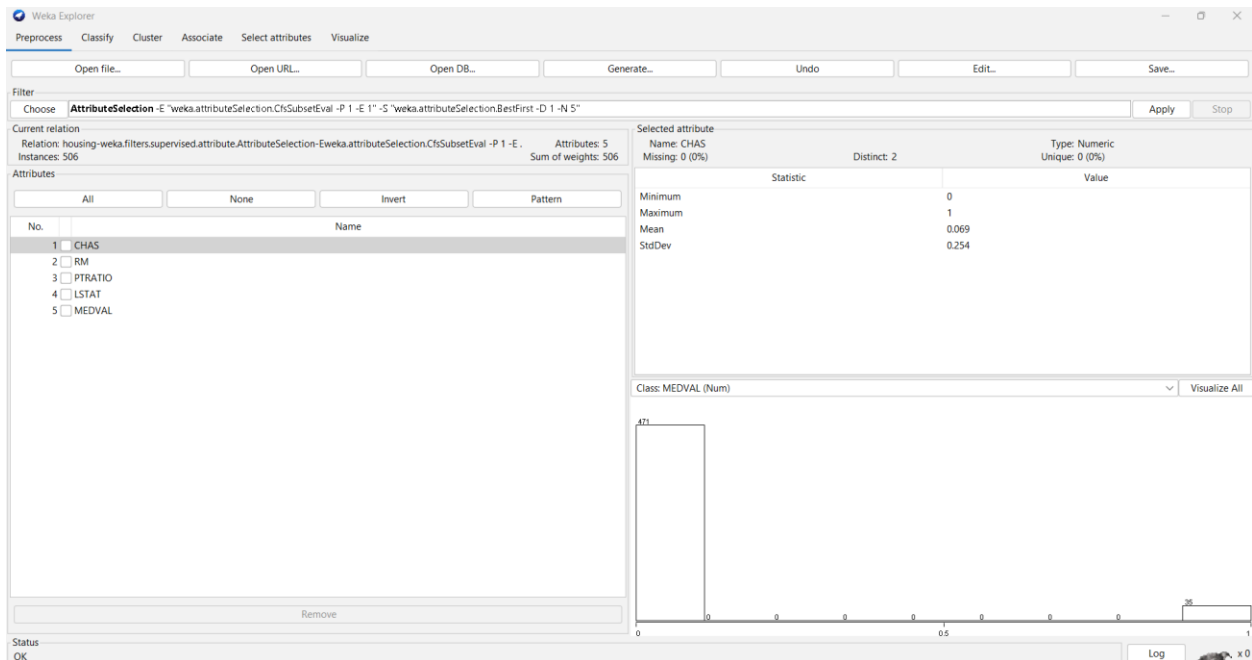 Weka Explorer
Preprocess Classify Cluster Associate Select attributes Visualize
Open file... Open URL... Open DB... Generate... Undo Edit... Save...
Filter
Choose AttributeSelection -E "weka.attributeSelection.CfsSubsetEval -P 1 -E 1" -S "weka.attributeSelection.BestFirst -D 1 -N 5" Apply Stop
Current relation
Relation: housing-weka.filters.supervised.attribute.AttributeSelection-Eweka.attributeSelection.CfsSubsetEval -P 1 -E . Attributes: 5
Instances: 506 Sum of weights: 506
Attributes
All None Invert Pattern
No. Name
1 CHAS
2 RM
3 PTRATIO
4 LSTAT
5 MEDVAL
Remove
Selected attribute
Name: CHAS Type: Numeric
Missing: 0 (0%) Distinct: 2 Unique: 0 (0%)
Statistic Value
Minimum 0
Maximum 1
Mean 0.069
StdDev 0.254
Class: MEDVAL (Num) Visualize All
471
0 0 0 0 0 0 0 35
0 0.5 1
Status
OK Log x 0